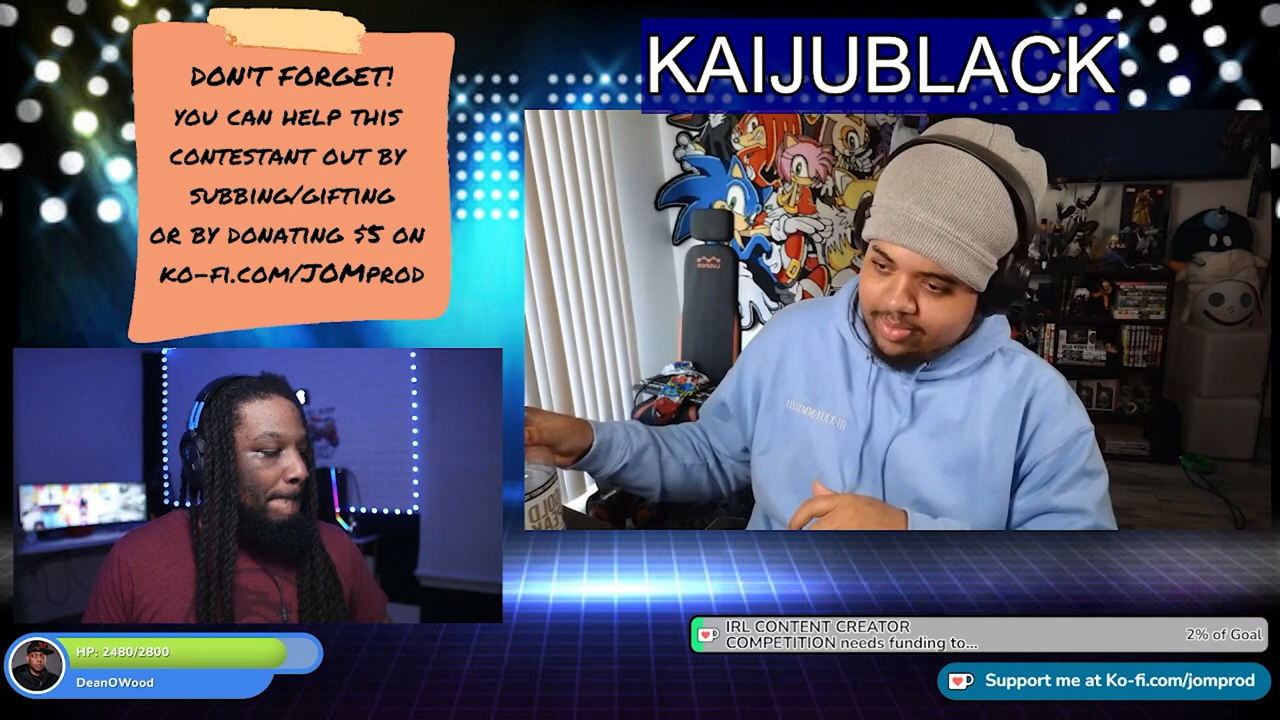 DON'T FORGET!
YOU CAN HELP THIS
CONTESTANT OUT BY
SUBBING/GIFTING
OR BY DONATING $5 ON
KO-FI.COM/JOMPROD
KAIJUBLACK
HP: 2480/2800
DeanOWood
IRL CONTENT CREATOR
COMPETITION needs funding to...
2% of Goal
Support me at Ko-fi.com/jomprod